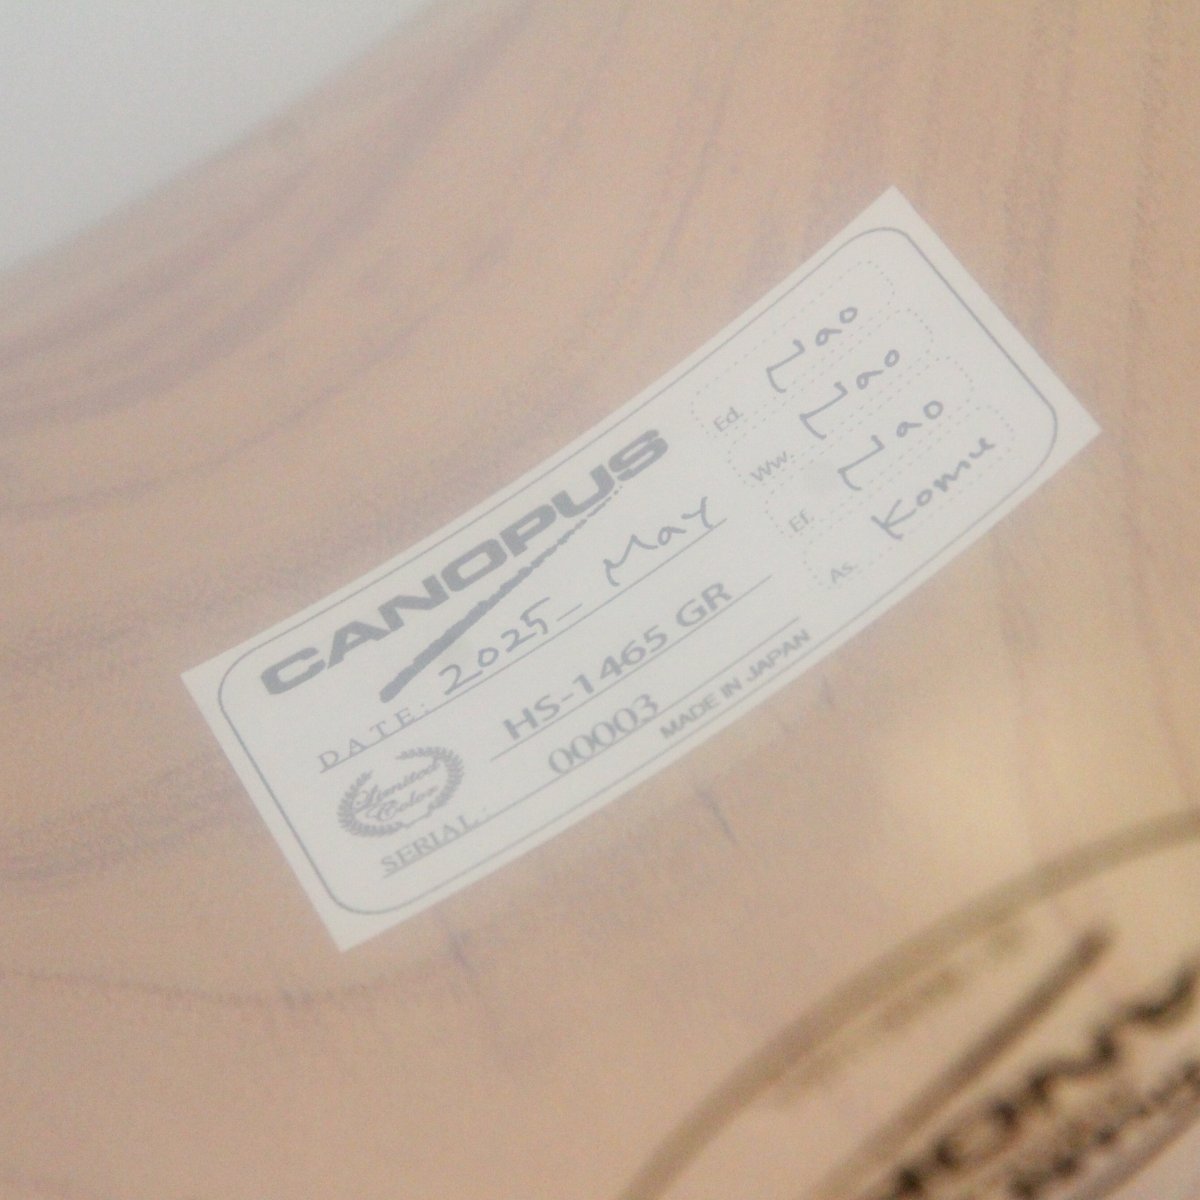 CANOPUS
DATE: 2025 May
Limited Color
HS-1465 GR
SERIAL: 00003
MADE IN JAPAN
Ed. Nao
Ww. Nao
Ef. Nao
As. Komu